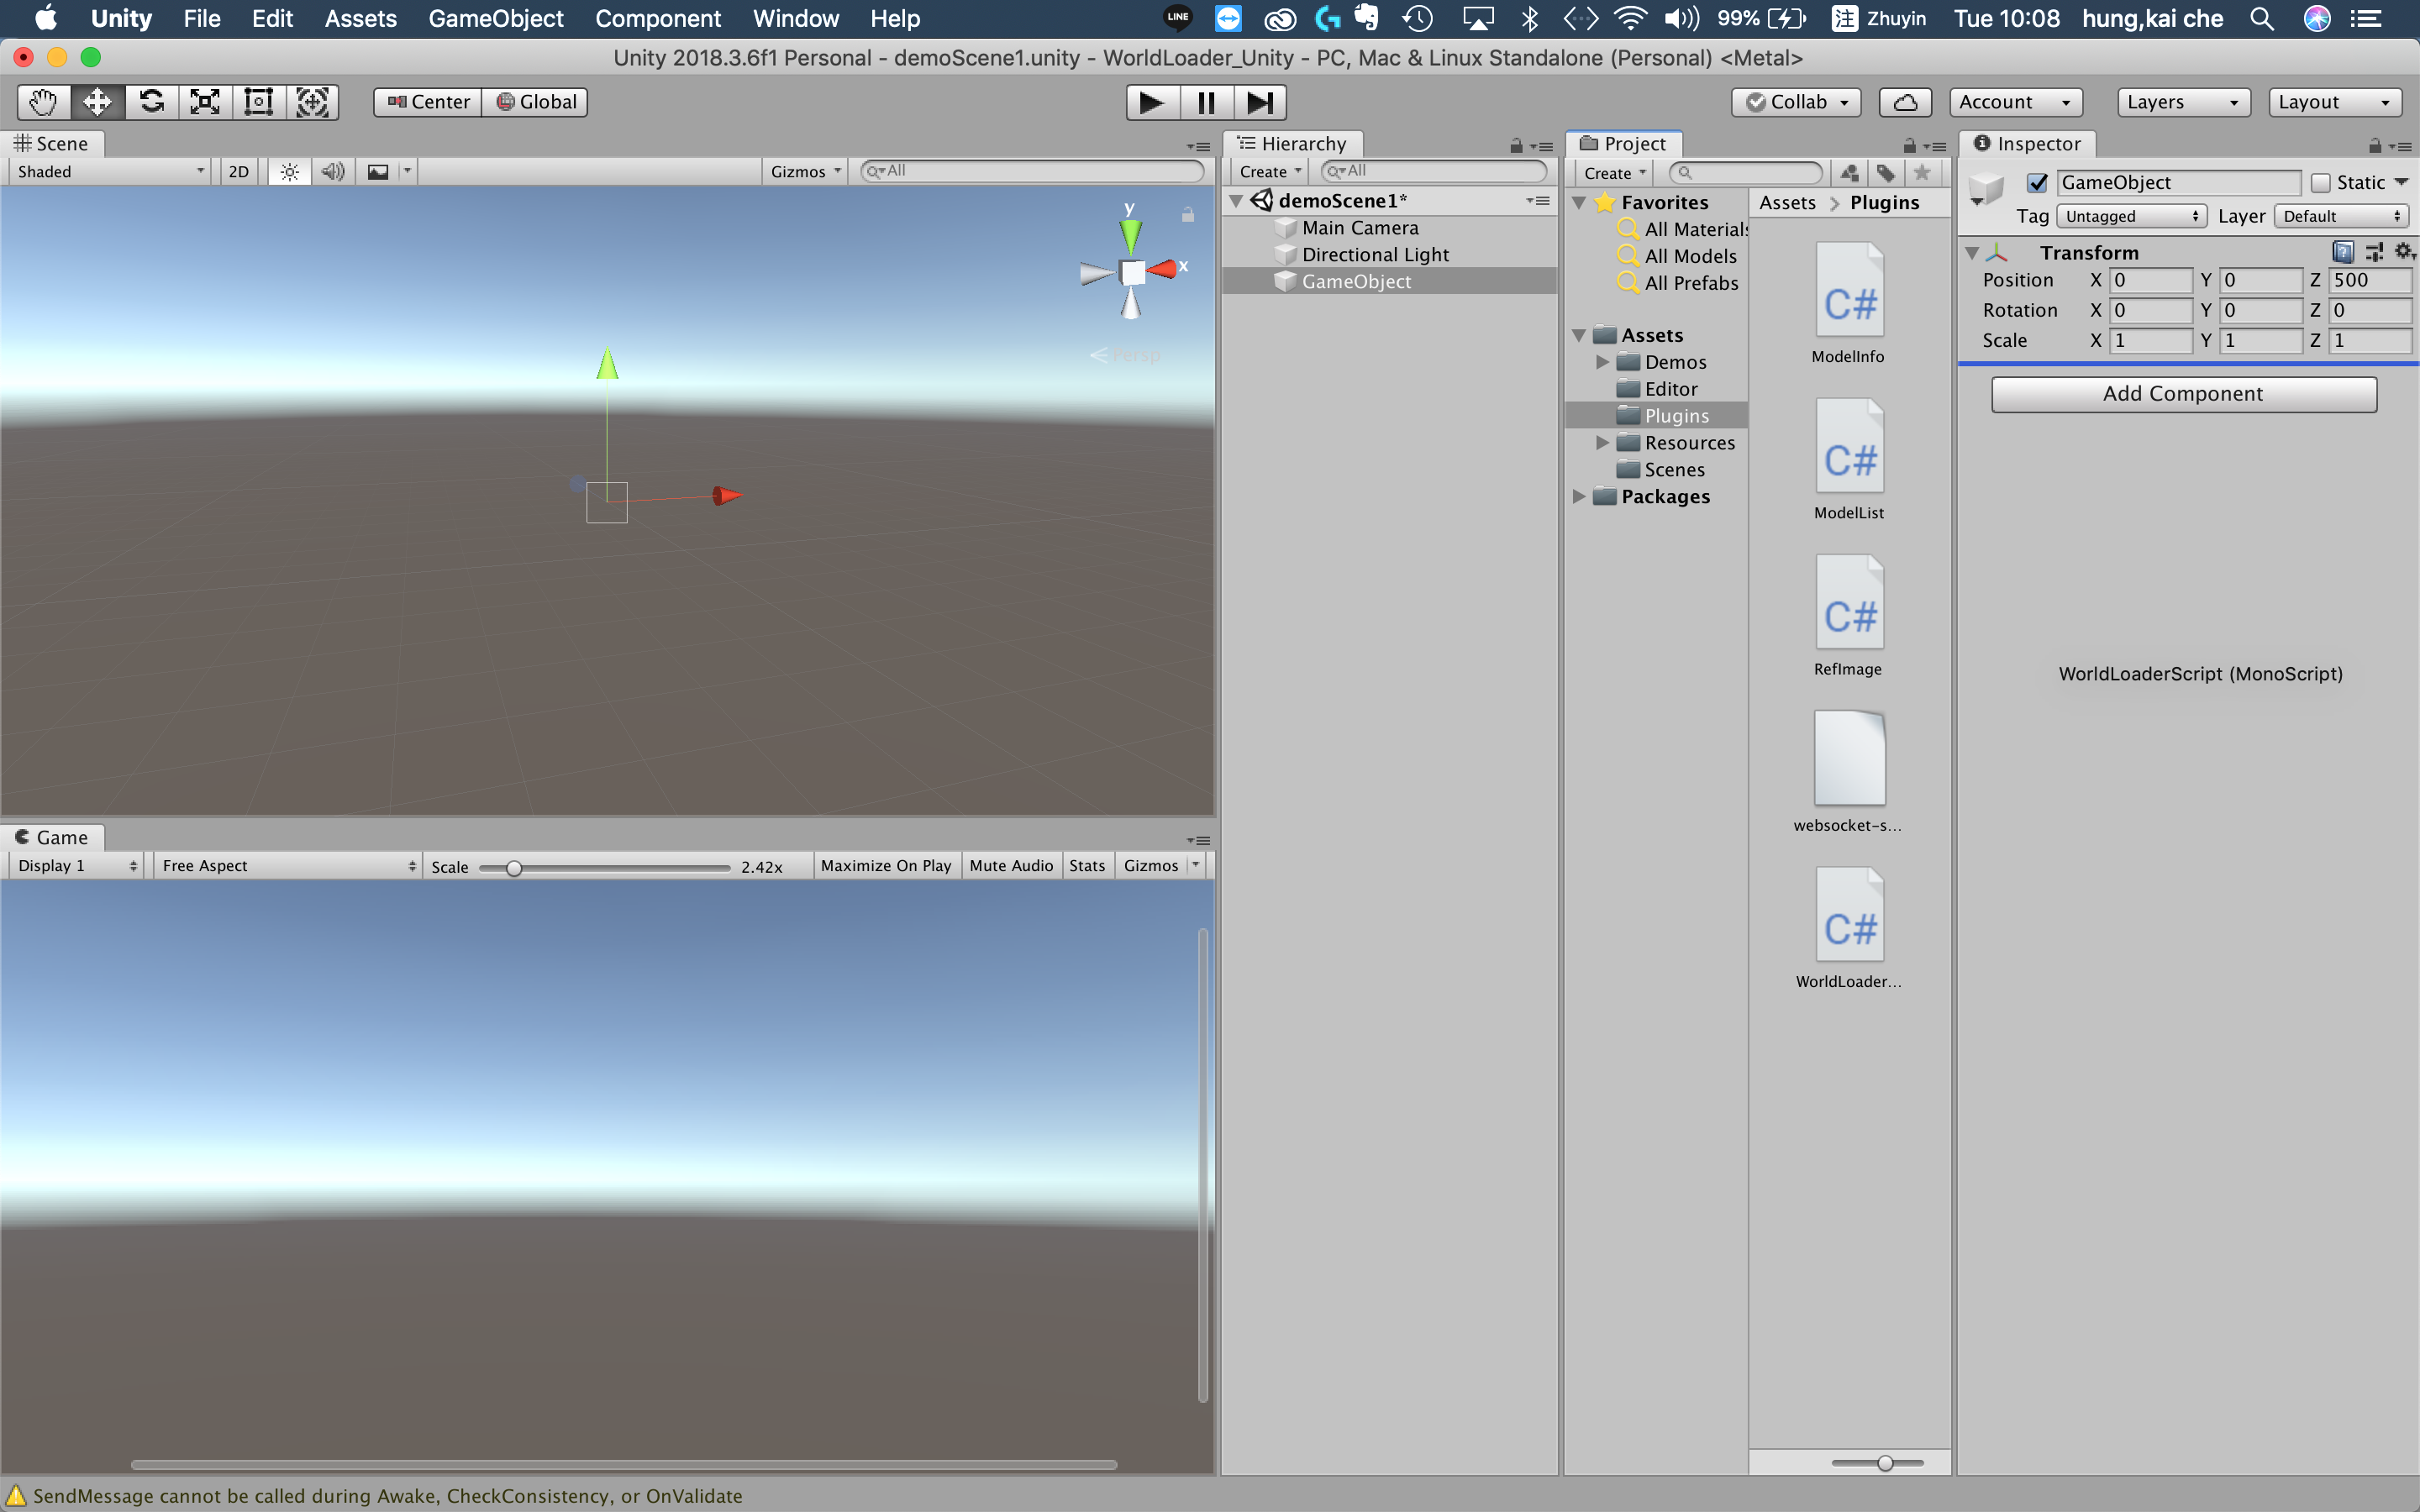 Unity File Edit Assets GameObject Component Window Help LINE 99% 注 Zhuyin Tue 10:08 hung,kai che
Unity 2018.3.6f1 Personal - demoScene1.unity - WorldLoader_Unity - PC, Mac & Linux Standalone (Personal) <Metal>
Center Global Collab Account Layers Layout
Scene
Shaded 2D Gizmos All
y
x
Persp
Game
Display 1 Free Aspect Scale 2.42x Maximize On Play Mute Audio Stats Gizmos
Hierarchy
Create All
demoScene1*
Main Camera
Directional Light
GameObject
Project
Create
Favorites
All Materials
All Models
All Prefabs
Assets
Demos
Editor
Plugins
Resources
Scenes
Packages
Assets > Plugins
C#
ModelInfo
C#
ModelList
C#
RefImage
websocket-s...
C#
WorldLoader...
Inspector
GameObject Static
Tag Untagged Layer Default
Transform
Position X 0 Y 0 Z 500
Rotation X 0 Y 0 Z 0
Scale X 1 Y 1 Z 1
Add Component
WorldLoaderScript (MonoScript)
SendMessage cannot be called during Awake, CheckConsistency, or OnValidate